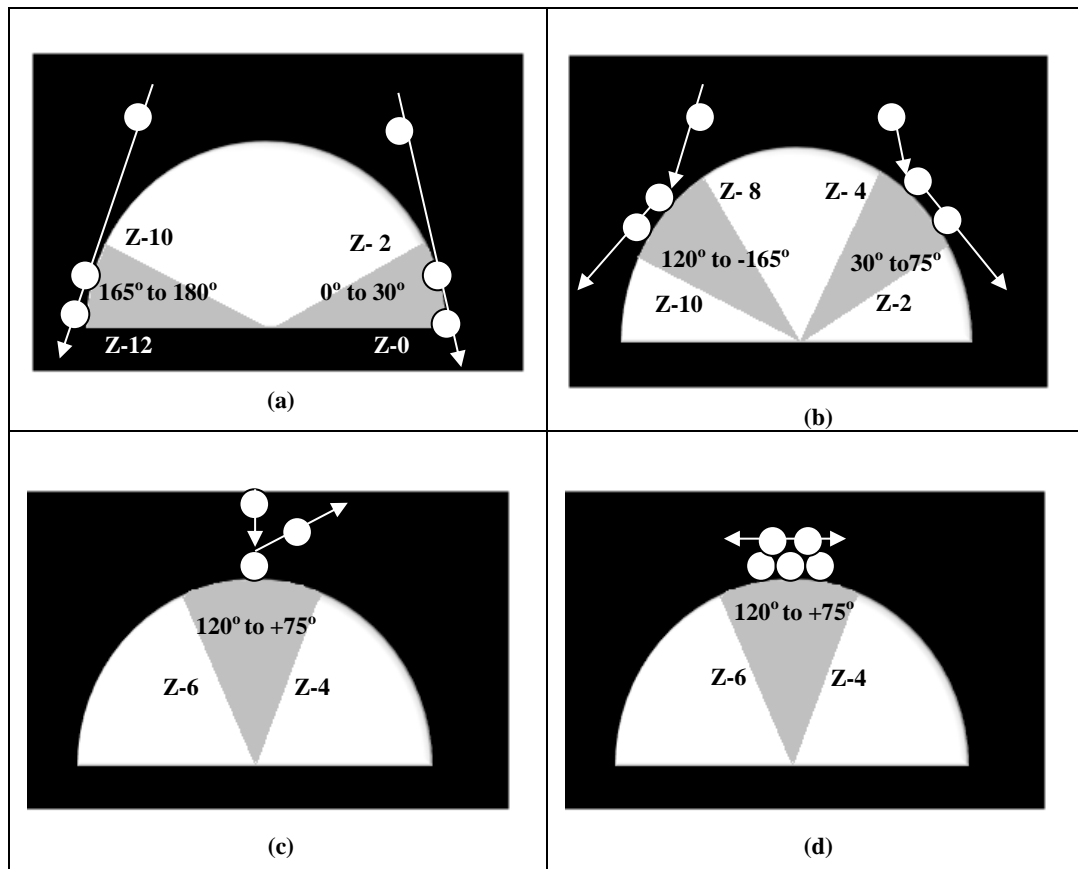 Z-10
Z- 2
165º to 180º
0º to 30º
Z-12
Z-0
(a)
Z- 8
Z- 4
120º to -165º
30º to75º
Z-10
Z-2
(b)
120º to +75º
Z-6
Z-4
(c)
120º to +75º
Z-6
Z-4
(d)